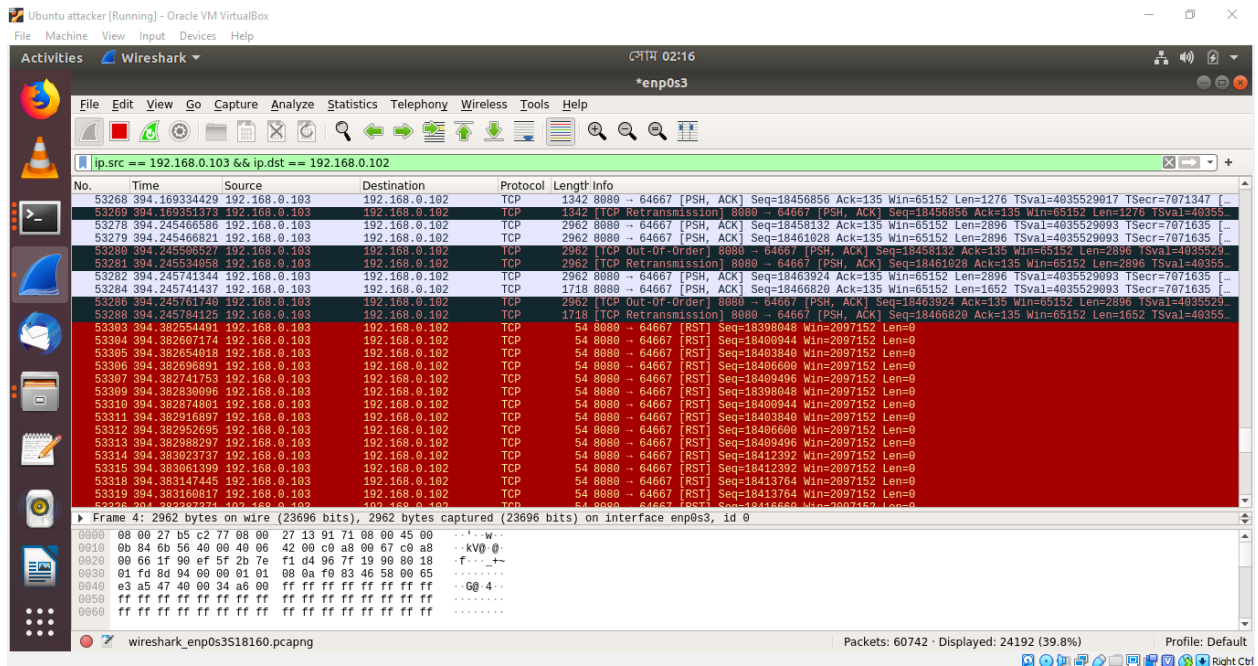 Ubuntu attacker [Running] - Oracle VM VirtualBox
File Machine View Input Devices Help
Activities Wireshark সোম 02:16
*enp0s3
File Edit View Go Capture Analyze Statistics Telephony Wireless Tools Help
ip.src == 192.168.0.103 && ip.dst == 192.168.0.102
No. Time Source Destination Protocol Length Info
53268 394.169334429 192.168.0.103 192.168.0.102 TCP 1342 8080 → 64667 [PSH, ACK] Seq=18456856 Ack=135 Win=65152 Len=1276 TSval=4035529017 TSecr=7071347 […
53269 394.169351373 192.168.0.103 192.168.0.102 TCP 1342 [TCP Retransmission] 8080 → 64667 [PSH, ACK] Seq=18456856 Ack=135 Win=65152 Len=1276 TSval=40355…
53278 394.245466586 192.168.0.103 192.168.0.102 TCP 2962 8080 → 64667 [PSH, ACK] Seq=18458132 Ack=135 Win=65152 Len=2896 TSval=4035529093 TSecr=7071635 […
53279 394.245466821 192.168.0.103 192.168.0.102 TCP 2962 8080 → 64667 [PSH, ACK] Seq=18461028 Ack=135 Win=65152 Len=2896 TSval=4035529093 TSecr=7071635 […
53280 394.245506527 192.168.0.103 192.168.0.102 TCP 2962 [TCP Out-Of-Order] 8080 → 64667 [PSH, ACK] Seq=18458132 Ack=135 Win=65152 Len=2896 TSval=4035529…
53281 394.245534058 192.168.0.103 192.168.0.102 TCP 2962 [TCP Retransmission] 8080 → 64667 [PSH, ACK] Seq=18461028 Ack=135 Win=65152 Len=2896 TSval=40355…
53282 394.245741344 192.168.0.103 192.168.0.102 TCP 2962 8080 → 64667 [PSH, ACK] Seq=18463924 Ack=135 Win=65152 Len=2896 TSval=4035529093 TSecr=7071635 […
53284 394.245741437 192.168.0.103 192.168.0.102 TCP 1718 8080 → 64667 [PSH, ACK] Seq=18466820 Ack=135 Win=65152 Len=1652 TSval=4035529093 TSecr=7071635 […
53286 394.245761740 192.168.0.103 192.168.0.102 TCP 2962 [TCP Out-Of-Order] 8080 → 64667 [PSH, ACK] Seq=18463924 Ack=135 Win=65152 Len=2896 TSval=4035529…
53288 394.245784125 192.168.0.103 192.168.0.102 TCP 1718 [TCP Retransmission] 8080 → 64667 [PSH, ACK] Seq=18466820 Ack=135 Win=65152 Len=1652 TSval=40355…
53303 394.382554491 192.168.0.103 192.168.0.102 TCP 54 8080 → 64667 [RST] Seq=18398048 Win=2097152 Len=0
53304 394.382607174 192.168.0.103 192.168.0.102 TCP 54 8080 → 64667 [RST] Seq=18400944 Win=2097152 Len=0
53305 394.382654018 192.168.0.103 192.168.0.102 TCP 54 8080 → 64667 [RST] Seq=18403840 Win=2097152 Len=0
53306 394.382696891 192.168.0.103 192.168.0.102 TCP 54 8080 → 64667 [RST] Seq=18406600 Win=2097152 Len=0
53307 394.382741753 192.168.0.103 192.168.0.102 TCP 54 8080 → 64667 [RST] Seq=18409496 Win=2097152 Len=0
53309 394.382830096 192.168.0.103 192.168.0.102 TCP 54 8080 → 64667 [RST] Seq=18398048 Win=2097152 Len=0
53310 394.382874801 192.168.0.103 192.168.0.102 TCP 54 8080 → 64667 [RST] Seq=18400944 Win=2097152 Len=0
53311 394.382916897 192.168.0.103 192.168.0.102 TCP 54 8080 → 64667 [RST] Seq=18403840 Win=2097152 Len=0
53312 394.382952695 192.168.0.103 192.168.0.102 TCP 54 8080 → 64667 [RST] Seq=18406600 Win=2097152 Len=0
53313 394.382988297 192.168.0.103 192.168.0.102 TCP 54 8080 → 64667 [RST] Seq=18409496 Win=2097152 Len=0
53314 394.383023737 192.168.0.103 192.168.0.102 TCP 54 8080 → 64667 [RST] Seq=18412392 Win=2097152 Len=0
53315 394.383061399 192.168.0.103 192.168.0.102 TCP 54 8080 → 64667 [RST] Seq=18412392 Win=2097152 Len=0
53318 394.383147445 192.168.0.103 192.168.0.102 TCP 54 8080 → 64667 [RST] Seq=18413764 Win=2097152 Len=0
53319 394.383160817 192.168.0.103 192.168.0.102 TCP 54 8080 → 64667 [RST] Seq=18413764 Win=2097152 Len=0
Frame 4: 2962 bytes on wire (23696 bits), 2962 bytes captured (23696 bits) on interface enp0s3, id 0
0000 08 00 27 b5 c2 77 08 00 27 13 91 71 08 00 45 00 ··'··w··
0010 0b 84 6b 56 40 00 40 06 42 00 c0 a8 00 67 c0 a8 ··kV@·@·
0020 00 66 1f 90 ef 5f 2b 7e f1 d4 96 7f 19 90 80 18 ·f···_+~
0030 01 fd 8d 94 00 00 01 01 08 0a f0 83 46 58 00 65 ········
0040 e3 a5 47 40 00 34 a6 00 ff ff ff ff ff ff ff ff ··G@·4··
0050 ff ff ff ff ff ff ff ff ff ff ff ff ff ff ff ff ········
0060 ff ff ff ff ff ff ff ff ff ff ff ff ff ff ff ff ········
wireshark_enp0s3S18160.pcapng Packets: 60742 · Displayed: 24192 (39.8%) Profile: Default
Right Ctrl